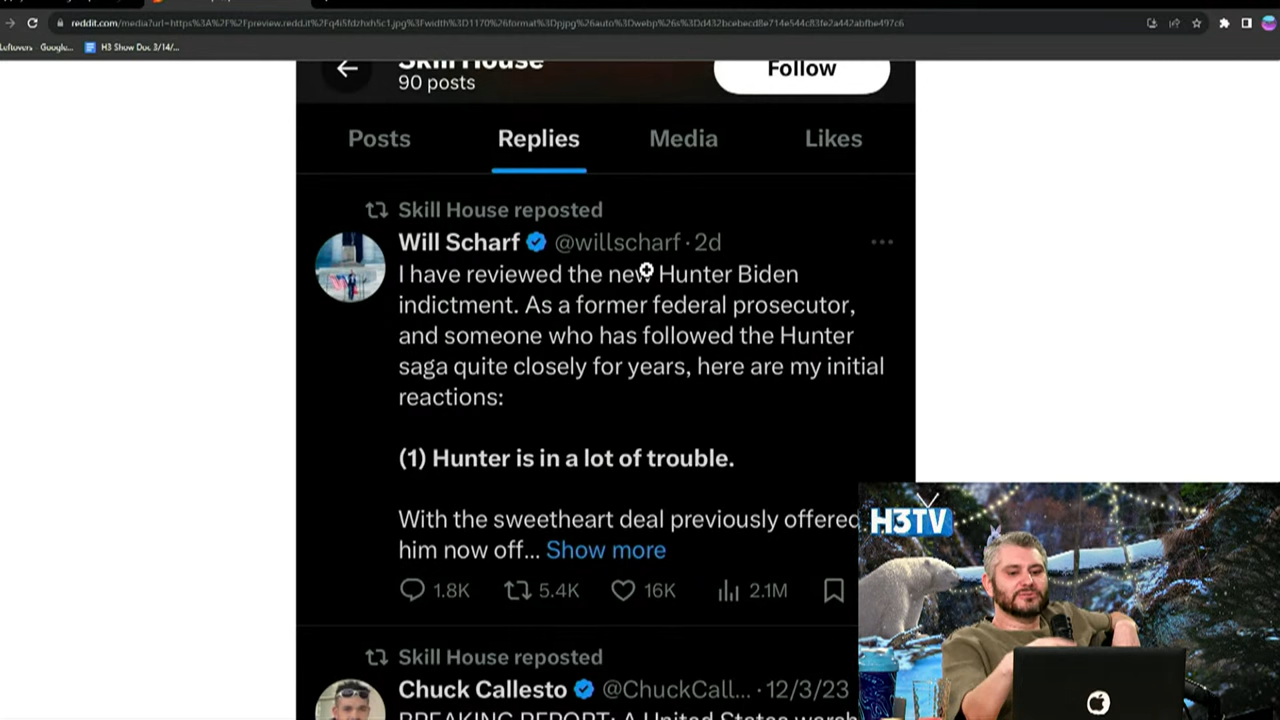 reddit.com/media?url=https%3A%2F%2Fpreview.redd.it%2Fq4i5fdzhxh5c1.jpg%3Fwidth%3D1170%26format%3Dpjpg%26auto%3Dwebp%26s%3Dd432bcebecd8e714e544c83fe2a442abfbe497c6
Leftovers - Google...
H3 Show Doc 3/14/...
Skill House
90 posts
Follow
Posts
Replies
Media
Likes
Skill House reposted
Will Scharf @willscharf · 2d
I have reviewed the new Hunter Biden
indictment. As a former federal prosecutor,
and someone who has followed the Hunter
saga quite closely for years, here are my initial
reactions:
(1) Hunter is in a lot of trouble.
With the sweetheart deal previously offered
him now off... Show more
1.8K
5.4K
16K
2.1M
H3TV
Skill House reposted
Chuck Callesto @ChuckCall... · 12/3/23
BREAKING REPORT: A United States